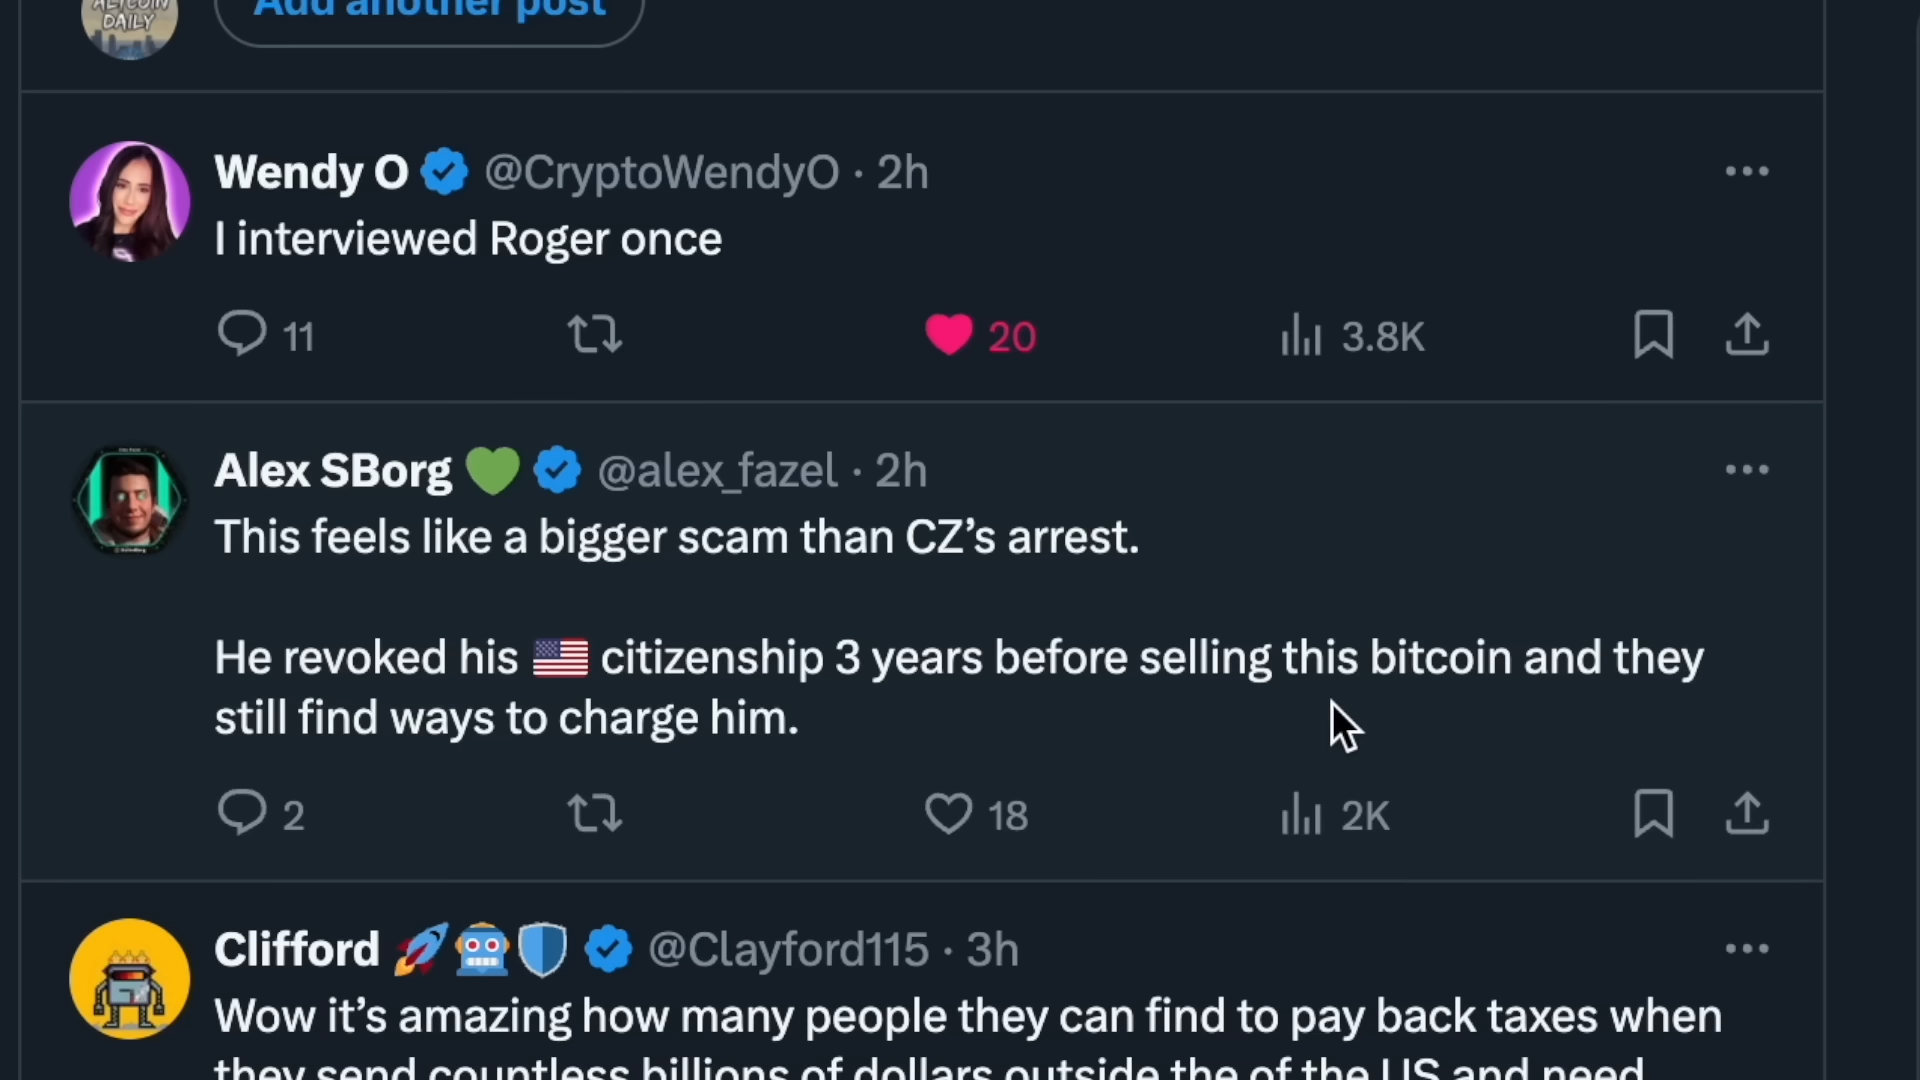 ALTCOIN
DAILY
Add another post
Wendy O @CryptoWendyO · 2h
I interviewed Roger once
11 20 3.8K
Alex SBorg 💚 @alex_fazel · 2h
This feels like a bigger scam than CZ’s arrest.
He revoked his 🇺🇸 citizenship 3 years before selling this bitcoin and they
still find ways to charge him.
2 18 2K
Clifford 🚀🤖🛡️ @Clayford115 · 3h
Wow it’s amazing how many people they can find to pay back taxes when
they send countless billions of dollars outside the of the US and need